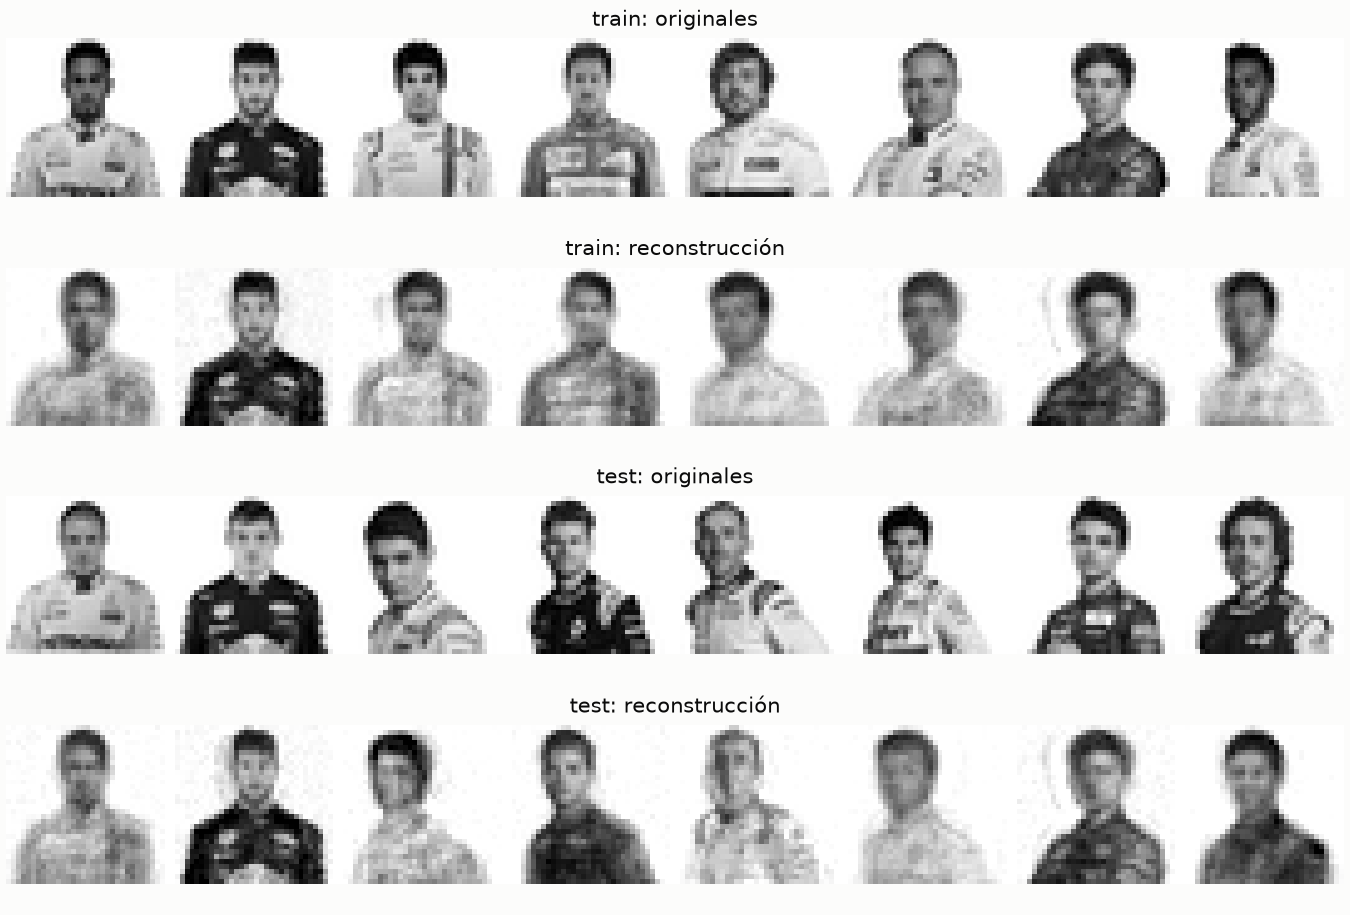 train: originales
train: reconstrucción
test: originales
test: reconstrucción